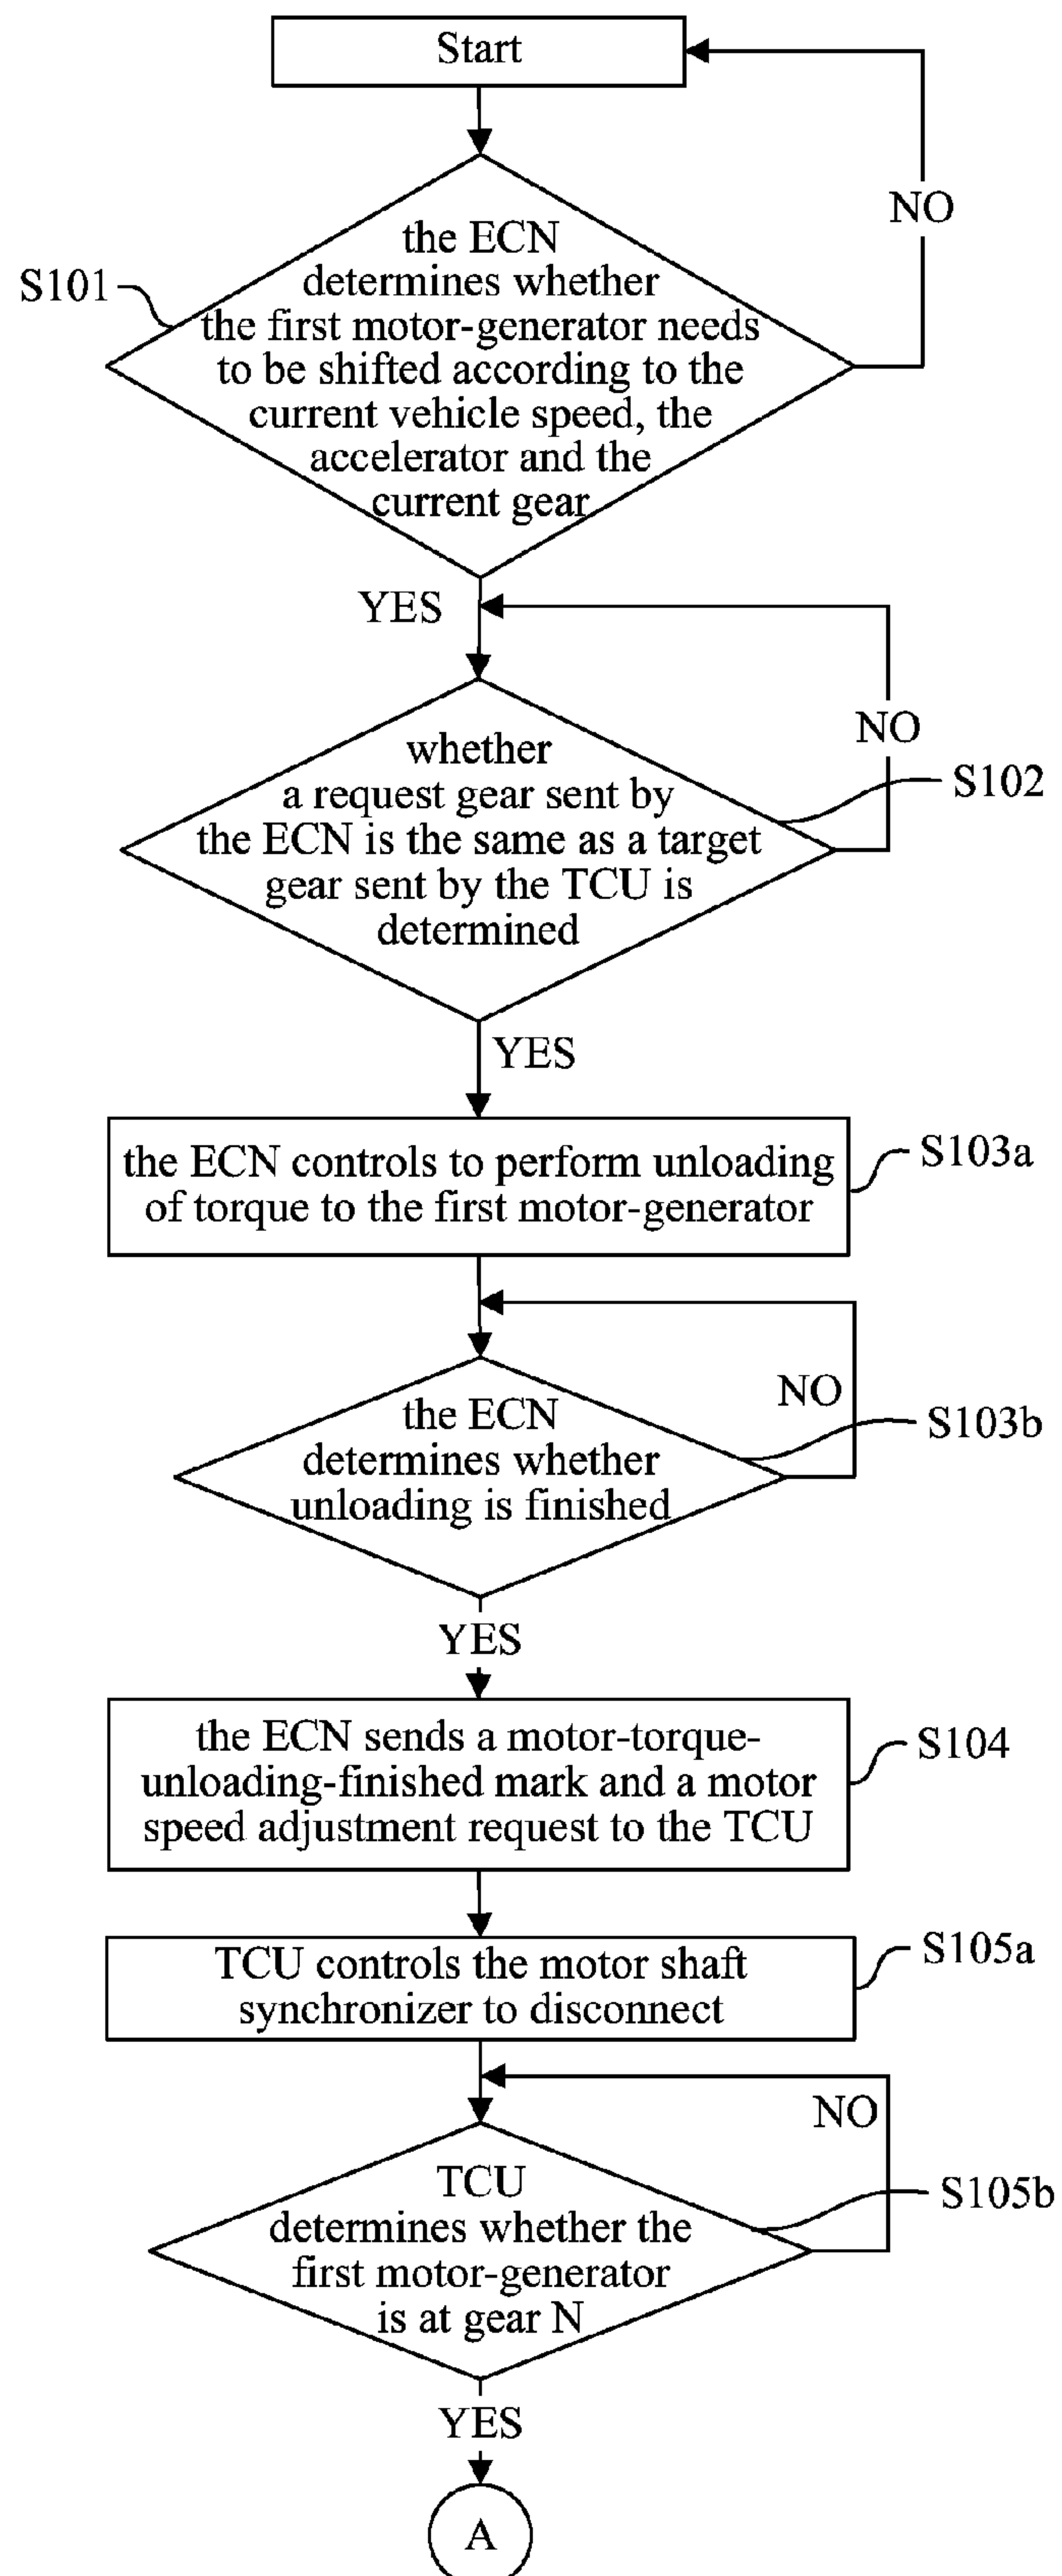 Start
NO
the ECN
determines whether
S101
the first motor-generator needs
to be shifted according to the
current vehicle speed, the
accelerator and the
current gear
YES
NO
whether
a request gear sent by
S102
the ECN is the same as a target
gear sent by the TCU is
determined
YES
the ECN controls to perform unloading
of torque to the first motor-generator
S103a
NO
the ECN
determines whether
unloading is finished
S103b
YES
the ECN sends a motor-torque-
unloading-finished mark and a motor
speed adjustment request to the TCU
S104
TCU controls the motor shaft
synchronizer to disconnect
S105a
NO
TCU
determines whether the
first motor-generator
is at gear N
S105b
YES
A